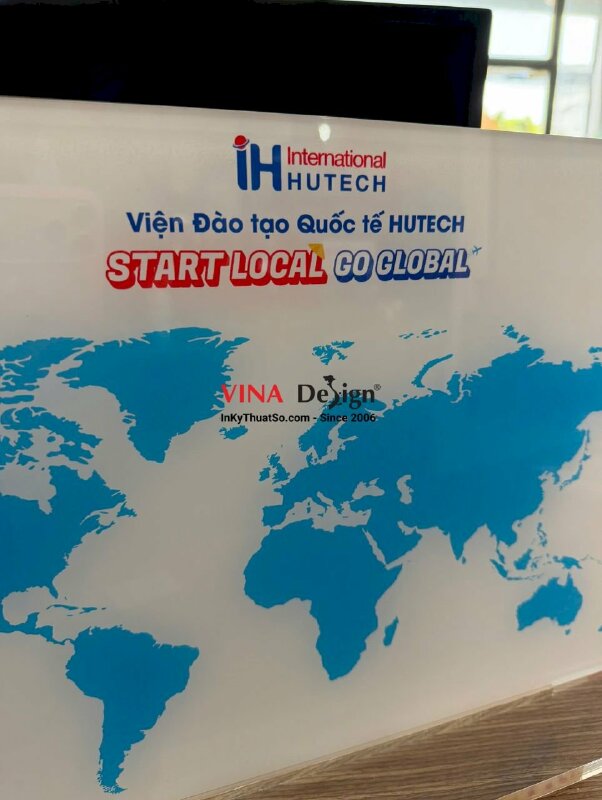 iH International
HUTECH
Viện Đào tạo Quốc tế HUTECH
START LOCAL GO GLOBAL
VINA Design®
InKyThuatSo.com - Since 2006